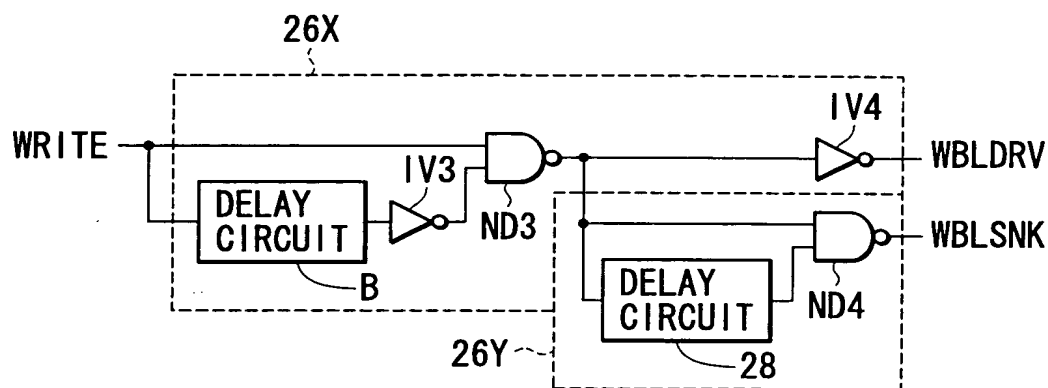 26X
IV4
WRITE
WBLDRV
IV3
DELAY
CIRCUIT
ND3
WBLSNK
B
DELAY
CIRCUIT
ND4
26Y
28